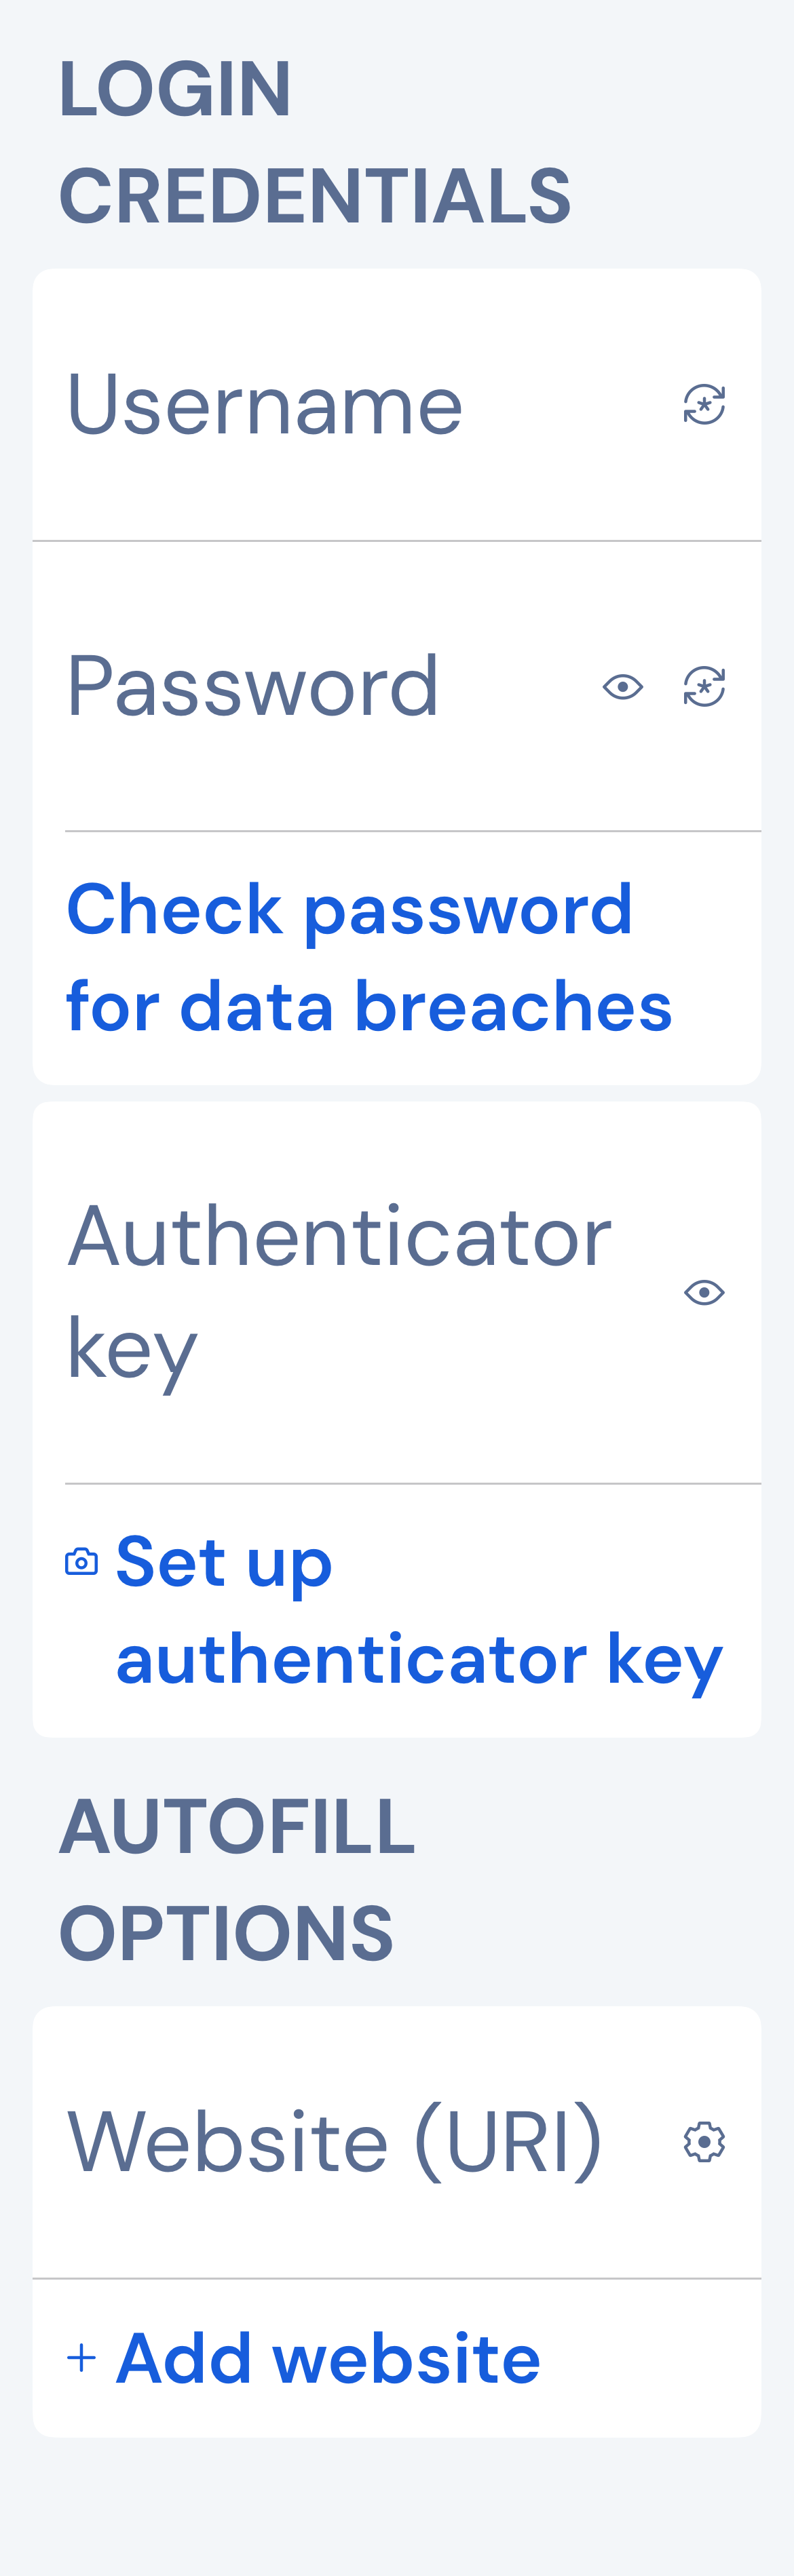 LOGIN
CREDENTIALS
Username
Password
Check password
for data breaches
Authenticator
key
Set up
authenticator key
AUTOFILL
OPTIONS
Website (URI)
Add website